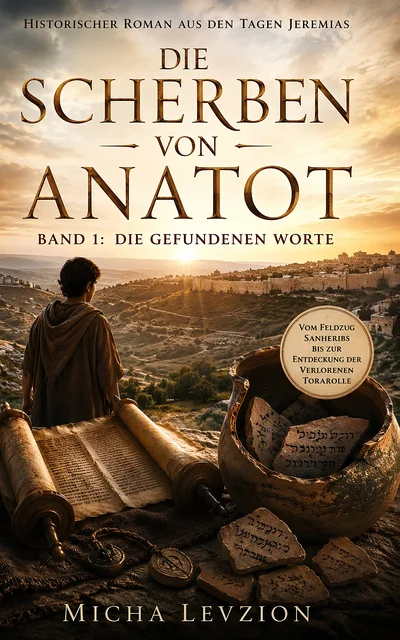 Historischer Roman aus den Tagen Jeremias
Die
Scherben
von
Anatot
Band 1: Die gefundenen Worte
Vom Feldzug
Sanheribs
bis zur
Entdeckung der
Verlorenen
Torarolle
Micha Levzion